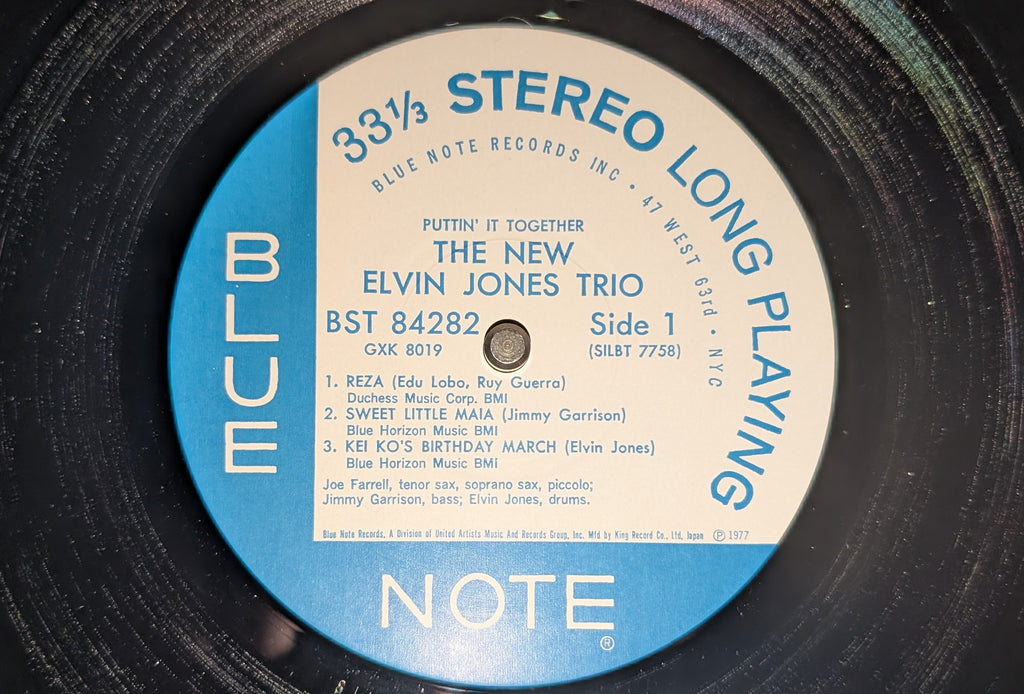 33⅓ STEREO LONG PLAYING
BLUE NOTE RECORDS INC • 47 WEST 63rd • NYC
PUTTIN' IT TOGETHER
THE NEW
ELVIN JONES TRIO
BST 84282 Side 1
GXK 8019 (SILBT 7758)
1. REZA (Edu Lobo, Ruy Guerra)
Duchess Music Corp. BMI
2. SWEET LITTLE MAIA (Jimmy Garrison)
Blue Horizon Music BMI
3. KEI KO'S BIRTHDAY MARCH (Elvin Jones)
Blue Horizon Music BMI
Joe Farrell, tenor sax, soprano sax, piccolo;
Jimmy Garrison, bass; Elvin Jones, drums.
Blue Note Records, A Division of United Artists Music And Records Group, Inc. Mfd by King Record Co., Ltd, Japan Ⓟ 1977
BLUE
NOTE®